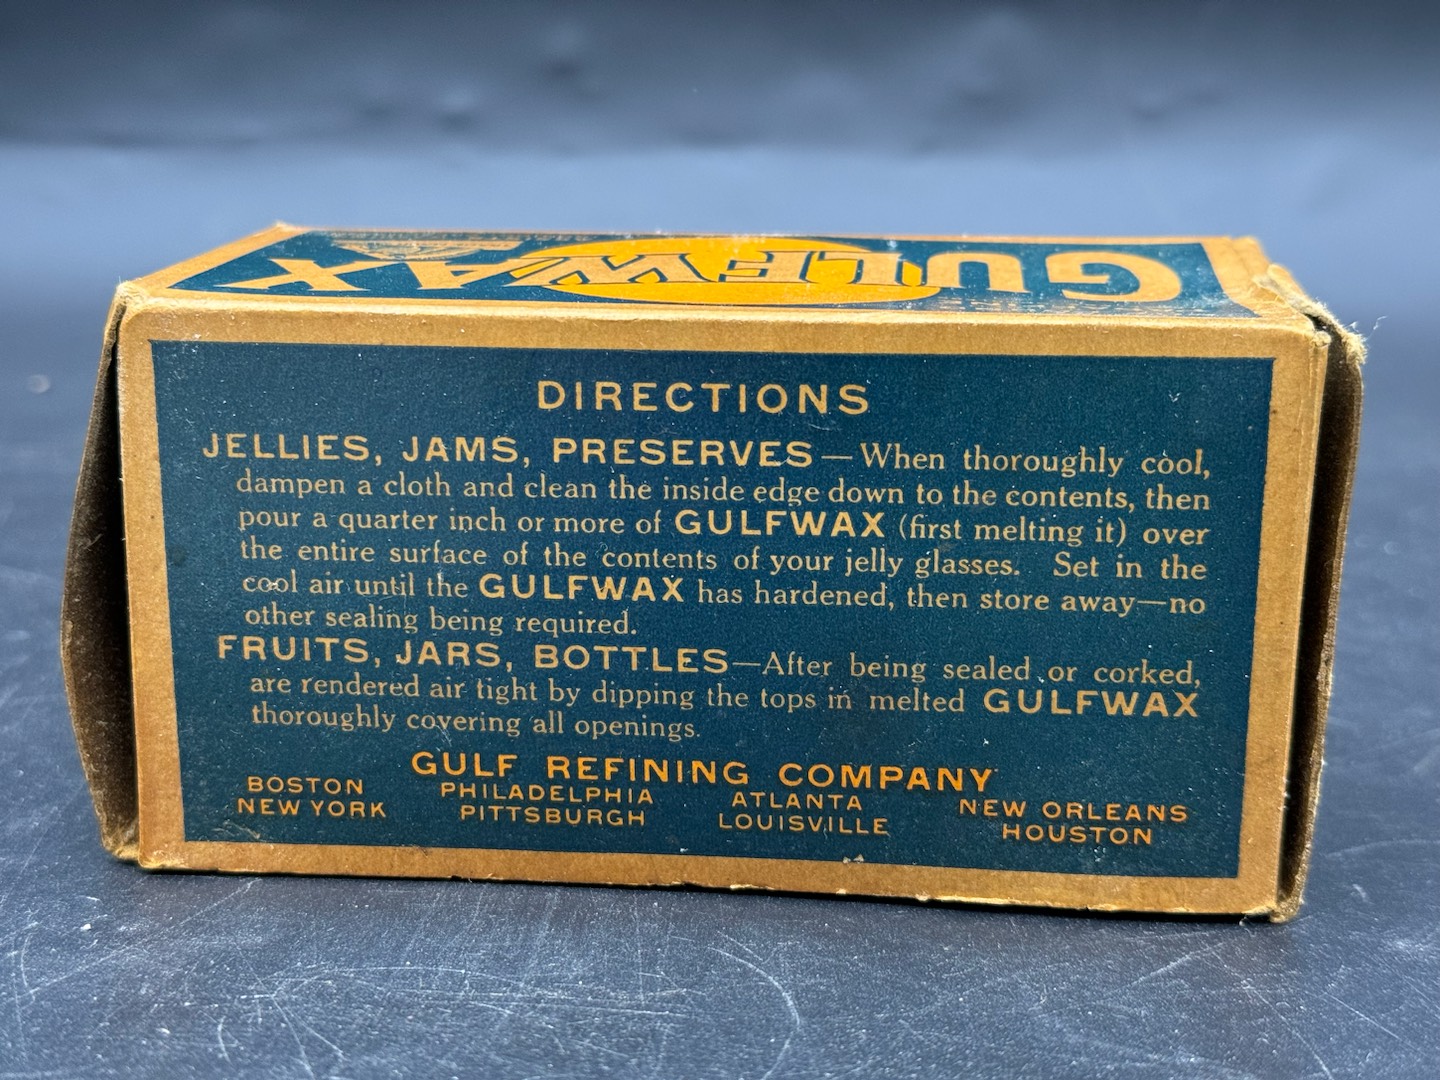 GULFWAX
DIRECTIONS
JELLIES, JAMS, PRESERVES—When thoroughly cool,
dampen a cloth and clean the inside edge down to the contents, then
pour a quarter inch or more of GULFWAX (first melting it) over
the entire surface of the contents of your jelly glasses. Set in the
cool air until the GULFWAX has hardened, then store away—no
other sealing being required.
FRUITS, JARS, BOTTLES—After being sealed or corked,
are rendered air tight by dipping the tops in melted GULFWAX
thoroughly covering all openings.
GULF REFINING COMPANY
BOSTON PHILADELPHIA ATLANTA NEW ORLEANS
NEW YORK PITTSBURGH LOUISVILLE HOUSTON